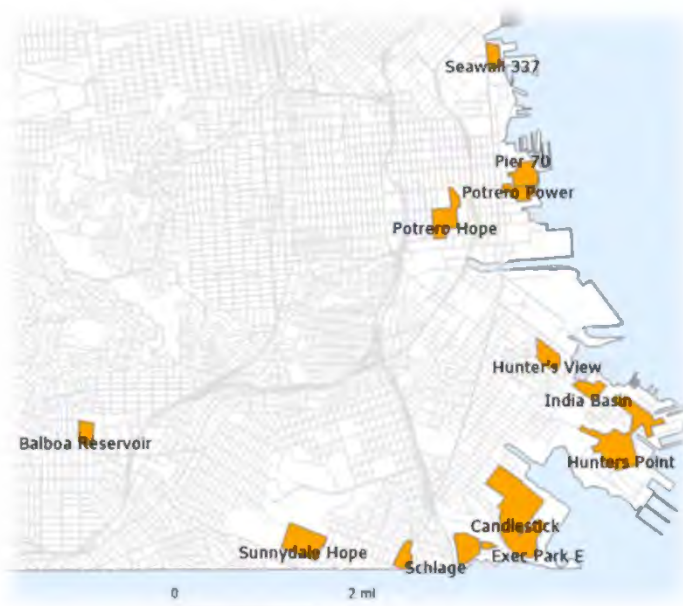 Seawall 337
Pier 70
Potrero Power
Potrero Hope
Hunter's View
India Basin
Balboa Reservoir
Hunters Point
Candlestick
Sunnydale Hope
Exec Park E
Schlage
0
2 mi